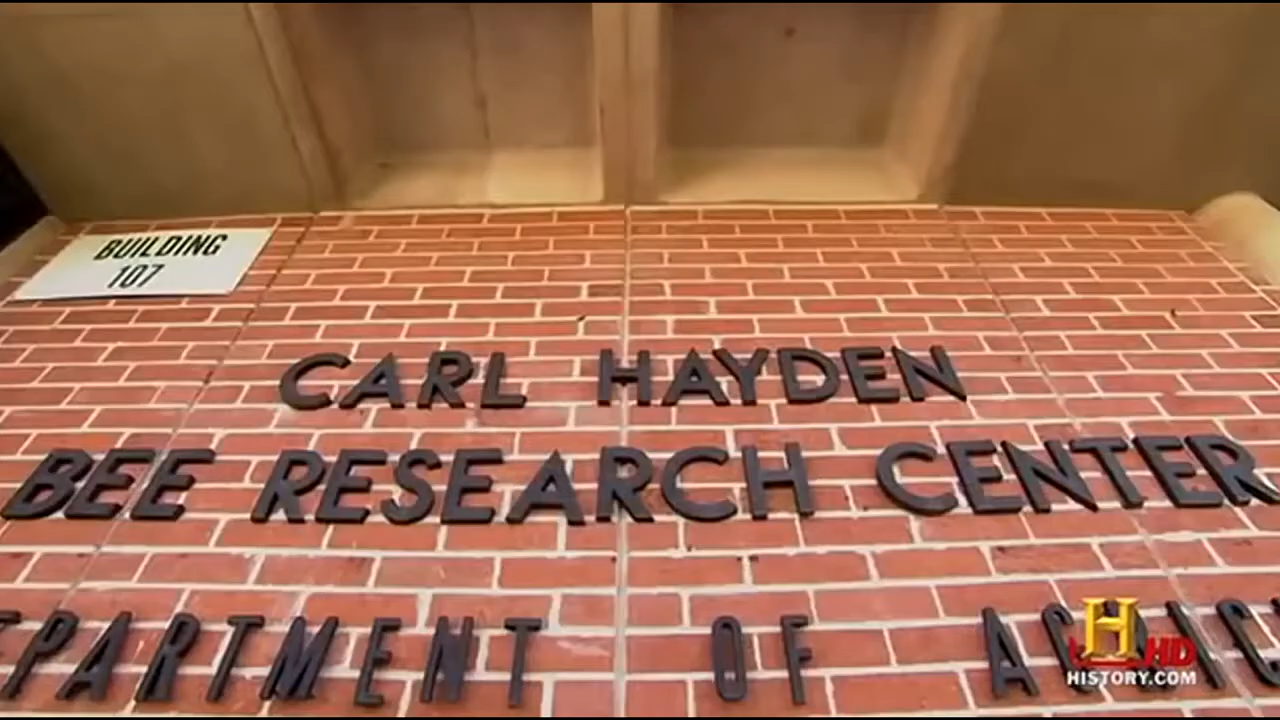 BUILDING
107
CARL HAYDEN
BEE RESEARCH CENTER
EPARTMENT OF
H HD
HISTORY.COM